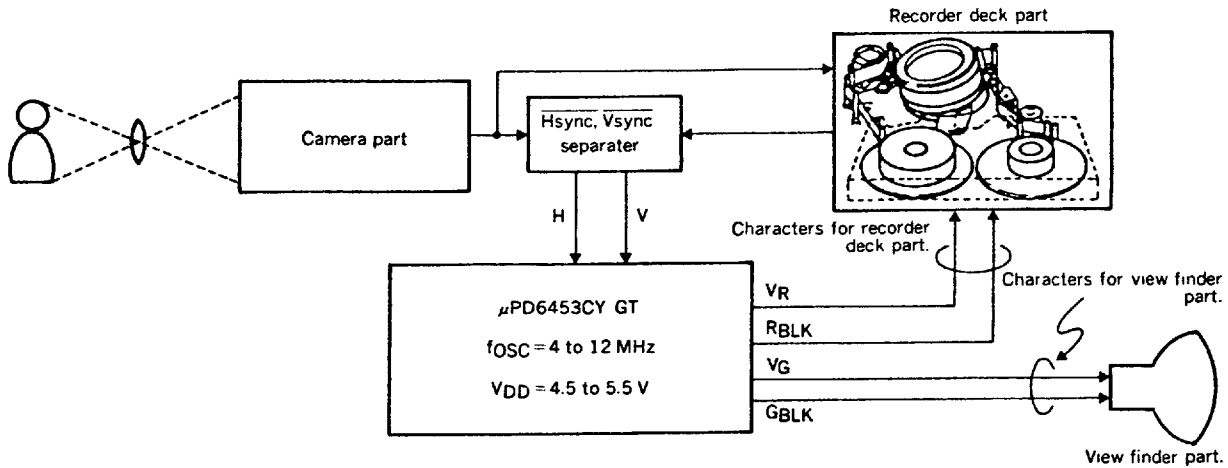 Recorder deck part
Camera part
Hsync, Vsync
separater
H
V
Characters for recorder
deck part.
Characters for view finder
part.
μPD6453CY GT
fOSC = 4 to 12 MHz
VDD = 4.5 to 5.5 V
VR
RBLK
VG
GBLK
View finder part.